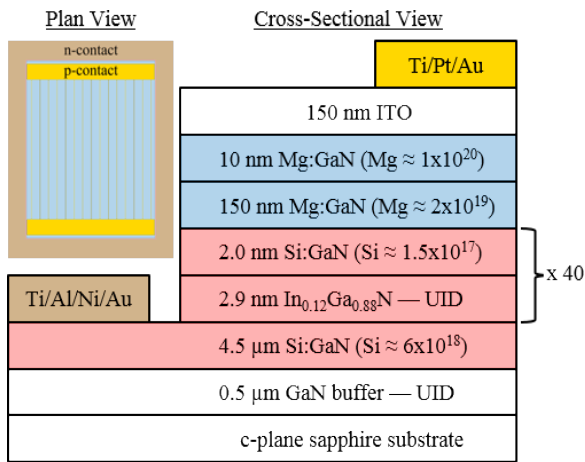 Plan View
Cross-Sectional View
n-contact
p-contact
Ti/Pt/Au
150 nm ITO
10 nm Mg:GaN (Mg ≈ 1x10²⁰)
150 nm Mg:GaN (Mg ≈ 2x10¹⁹)
2.0 nm Si:GaN (Si ≈ 1.5x10¹⁷)
x 40
Ti/Al/Ni/Au
2.9 nm In₀.₁₂Ga₀.₈₈N — UID
4.5 μm Si:GaN (Si ≈ 6x10¹⁸)
0.5 μm GaN buffer — UID
c-plane sapphire substrate